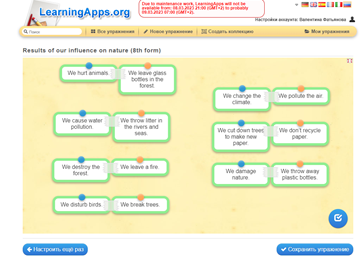 LearningApps.org
Due to maintenance work, LearningApps will not be
available from: 08.03.2023 21:00 (GMT+2) to probably
09.03.2023 07:00 (GMT+2).
Настройки аккаунта: Валентина Фатьянова
Поиск
Все упражнения
Новое упражнение
Создать коллекцию
Мои упражнения
Results of our influence on nature (8th form)
We hurt animals.
We leave glass
bottles in the
forest.
We change the
climate.
We pollute the air.
We cause water
pollution.
We throw litter in
the rivers and
seas.
We cut down trees
to make new
paper.
We don't recycle
paper.
We destroy the
forest.
We leave a fire.
We damage
nature.
We throw away
plastic bottles.
We disturb birds.
We break trees.
Настроить ещё раз
Сохранить упражнение